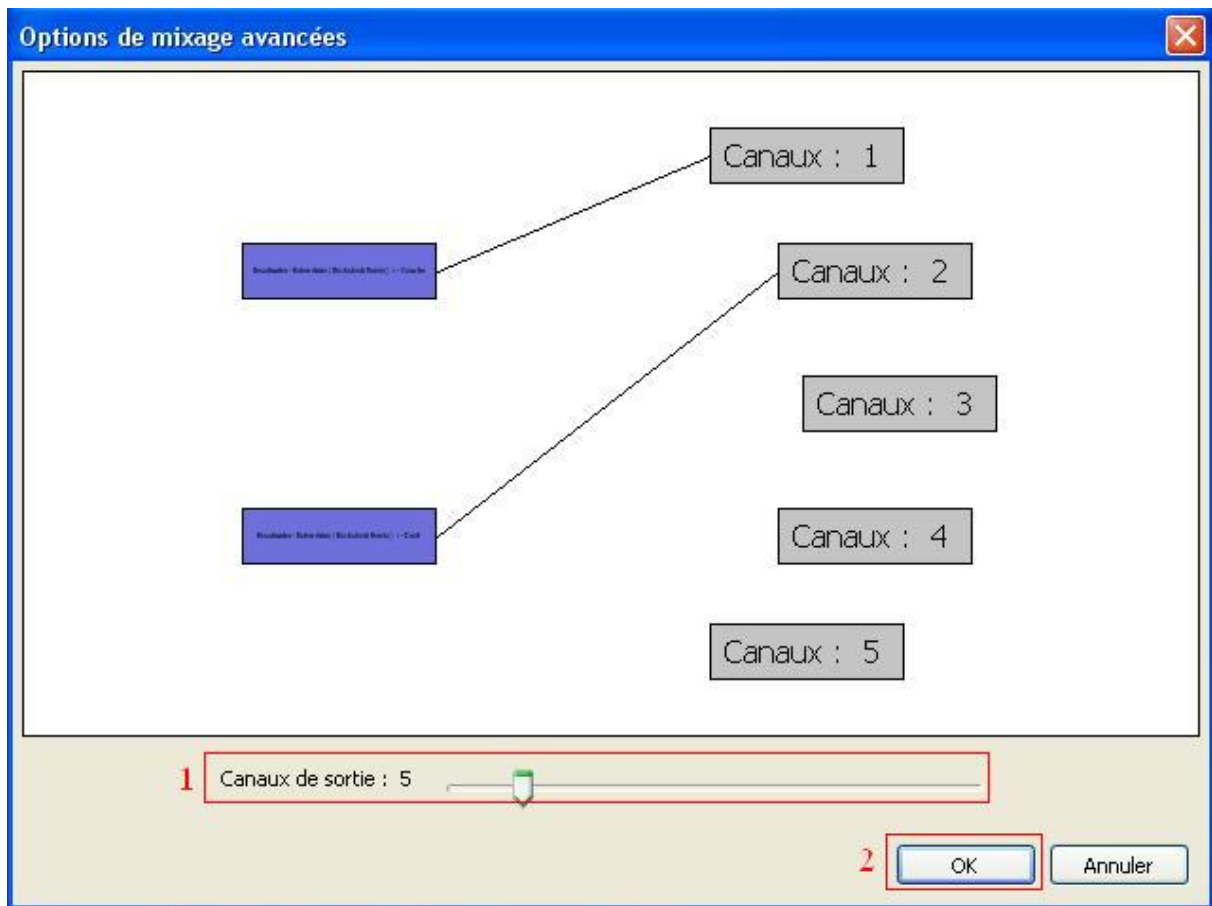 Options de mixage avancées
Canaux : 1
Canaux : 2
Canaux : 3
Canaux : 4
Canaux : 5
1 Canaux de sortie : 5
2 OK Annuler